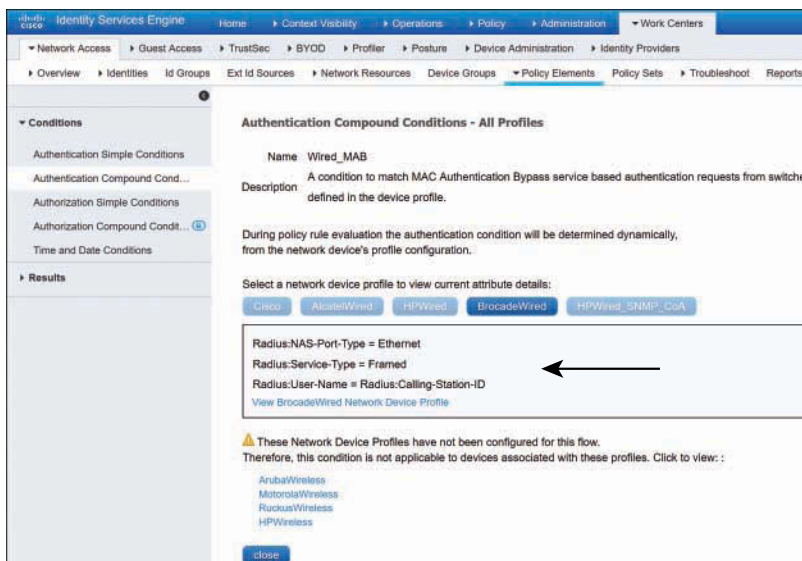 cisco Identity Services Engine Home Context Visibility Operations Policy Administration Work Centers
Network Access Guest Access TrustSec BYOD Profiler Posture Device Administration Identity Providers
Overview Identities Id Groups Ext Id Sources Network Resources Device Groups Policy Elements Policy Sets Troubleshoot Reports
Conditions
Authentication Simple Conditions
Authentication Compound Cond...
Authorization Simple Conditions
Authorization Compound Condit...
Time and Date Conditions
Results
Authentication Compound Conditions - All Profiles
Name Wired_MAB
Description A condition to match MAC Authentication Bypass service based authentication requests from switche
defined in the device profile.
During policy rule evaluation the authentication condition will be determined dynamically,
from the network device's profile configuration.
Select a network device profile to view current attribute details:
Cisco AlcatelWired HPWired BrocadeWired HPWired_SNMP_CoA
Radius:NAS-Port-Type = Ethernet
Radius:Service-Type = Framed
Radius:User-Name = Radius:Calling-Station-ID
View BrocadeWired Network Device Profile
These Network Device Profiles have not been configured for this flow.
Therefore, this condition is not applicable to devices associated with these profiles. Click to view: :
ArubaWireless
MotorolaWireless
RuckusWireless
HPWireless
close